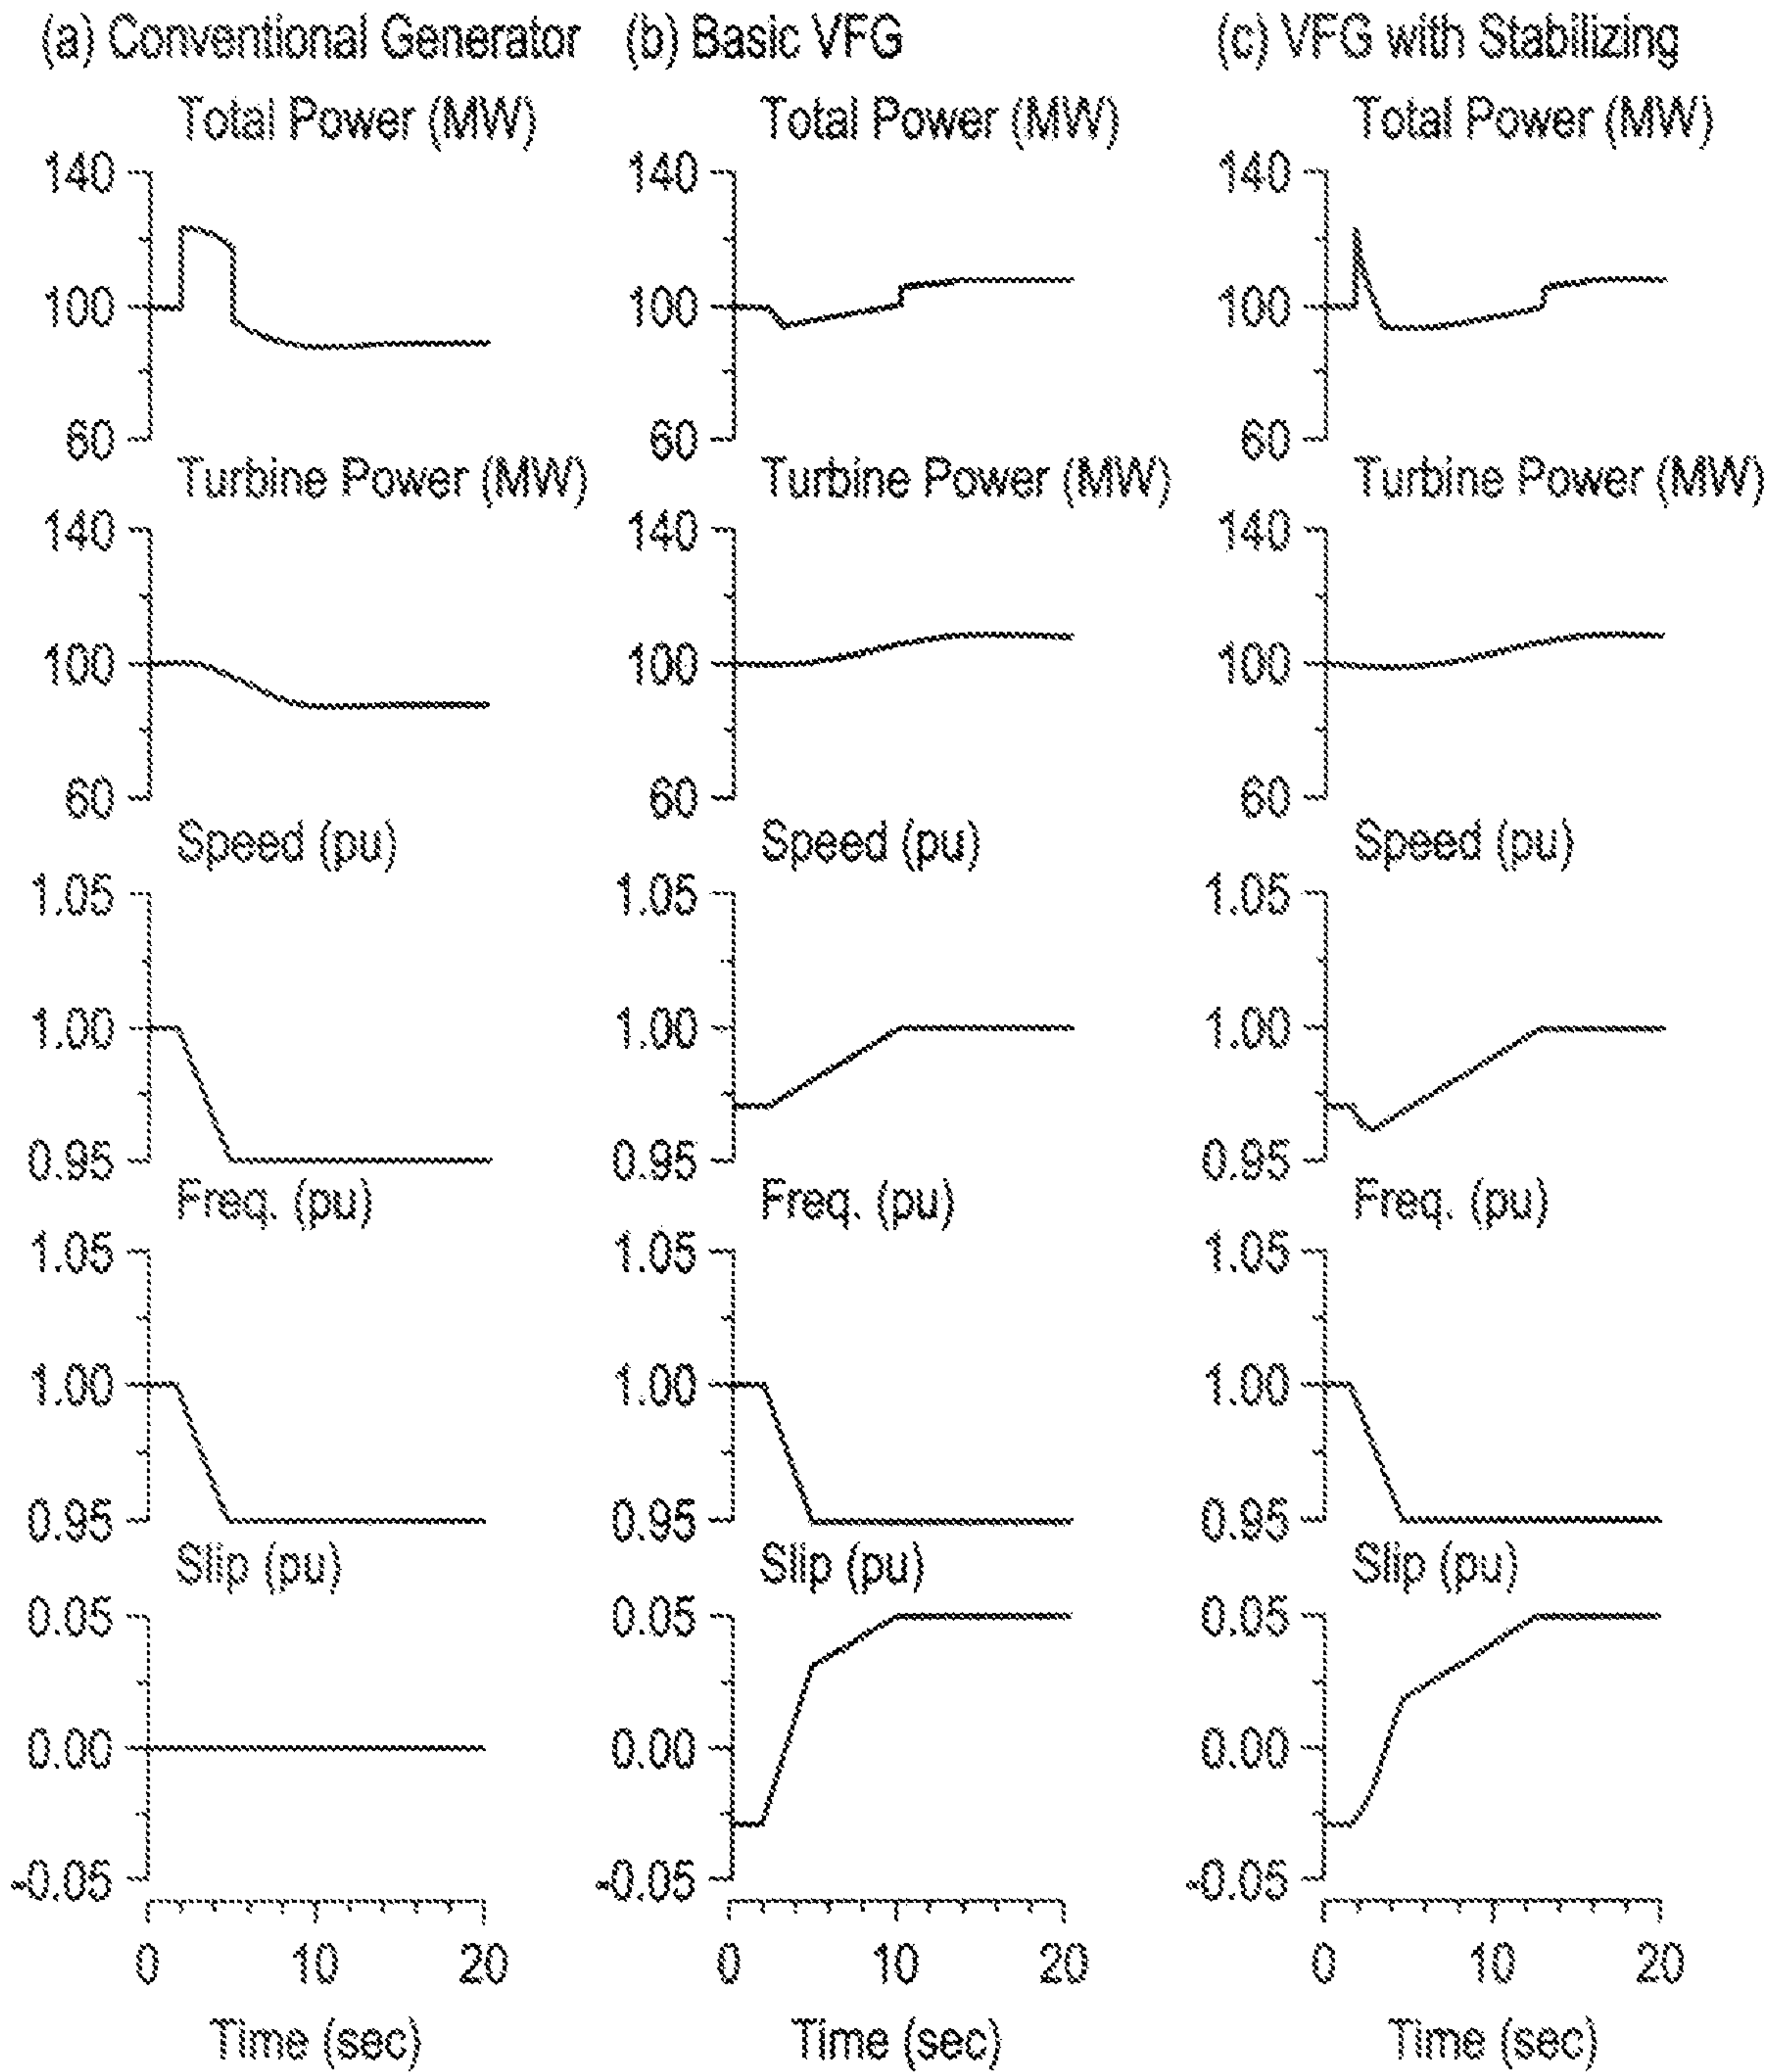 (a) Conventional Generator (b) Basic VFG (c) VFG with Stabilizing
Total Power (MW) Total Power (MW) Total Power (MW)
140 140 140
100 100 100
60 60 60
Turbine Power (MW) Turbine Power (MW) Turbine Power (MW)
140 140 140
100 100 100
60 60 60
Speed (pu) Speed (pu) Speed (pu)
1.05 1.05 1.05
1.00 1.00 1.00
0.95 0.95 0.95
Freq. (pu) Freq. (pu) Freq. (pu)
1.05 1.05 1.05
1.00 1.00 1.00
0.95 0.95 0.95
Slip (pu) Slip (pu) Slip (pu)
0.05 0.05 0.05
0.00 0.00 0.00
-0.05 -0.05 -0.05
0 10 20 0 10 20 0 10 20
Time (sec) Time (sec) Time (sec)